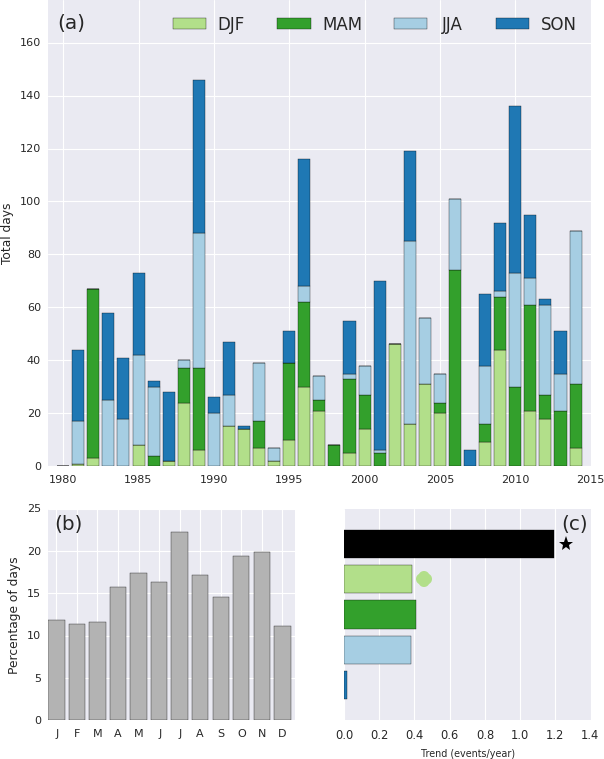 (a) DJF MAM JJA SON
Total days
160
140
120
100
80
60
40
20
0
1980 1985 1990 1995 2000 2005 2010 2015
(b)
Percentage of days
25
20
15
10
5
0
J F M A M J J A S O N D
(c)
0.0 0.2 0.4 0.6 0.8 1.0 1.2 1.4
Trend (events/year)